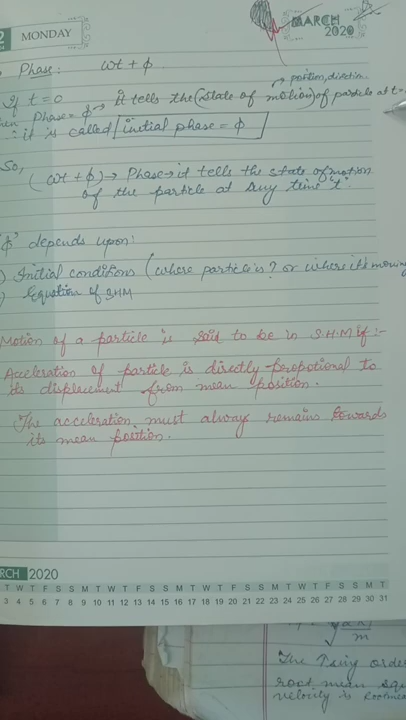 2 MONDAY
MARCH
2020
Phase: ωt + ϕ
position, direction
If t=0 it tells the (state of motion) of particle at t=
then Phase = ϕ
∴ it is called [initial phase = ϕ]
So,
(ωt + ϕ) → Phase → it tells the state of motion
of the particle at any time 't'.
'ϕ' depends upon:
) Initial conditions (where particle is? or where it's moving
) Equation of SHM
Motion of a particle is said to be in S.H.M if :-
Acceleration of particle is directly propotional to
its displacement from mean position.
The acceleration must always remains towards
its mean position.
RCH 2020
T W T F S S M T W T F S S M T W T F S S M T W T F S S M T
3 4 5 6 7 8 9 10 11 12 13 14 15 16 17 18 19 20 21 22 23 24 25 26 27 28 29 30 31
m
The
root mean
velocity is